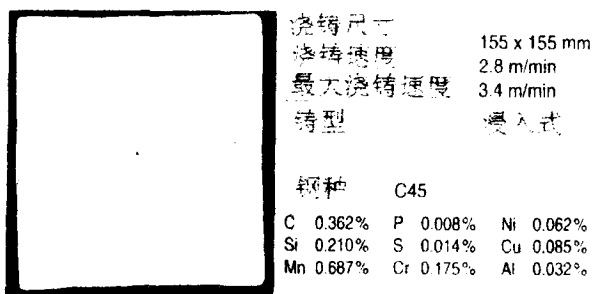 浇铸尺寸 155 x 155 mm
浇铸速度 2.8 m/min
最大浇铸速度 3.4 m/min
铸型 浸入式
钢种 C45
C 0.362% P 0.008% Ni 0.062%
Si 0.210% S 0.014% Cu 0.085%
Mn 0.687% Cr 0.175% Al 0.032%